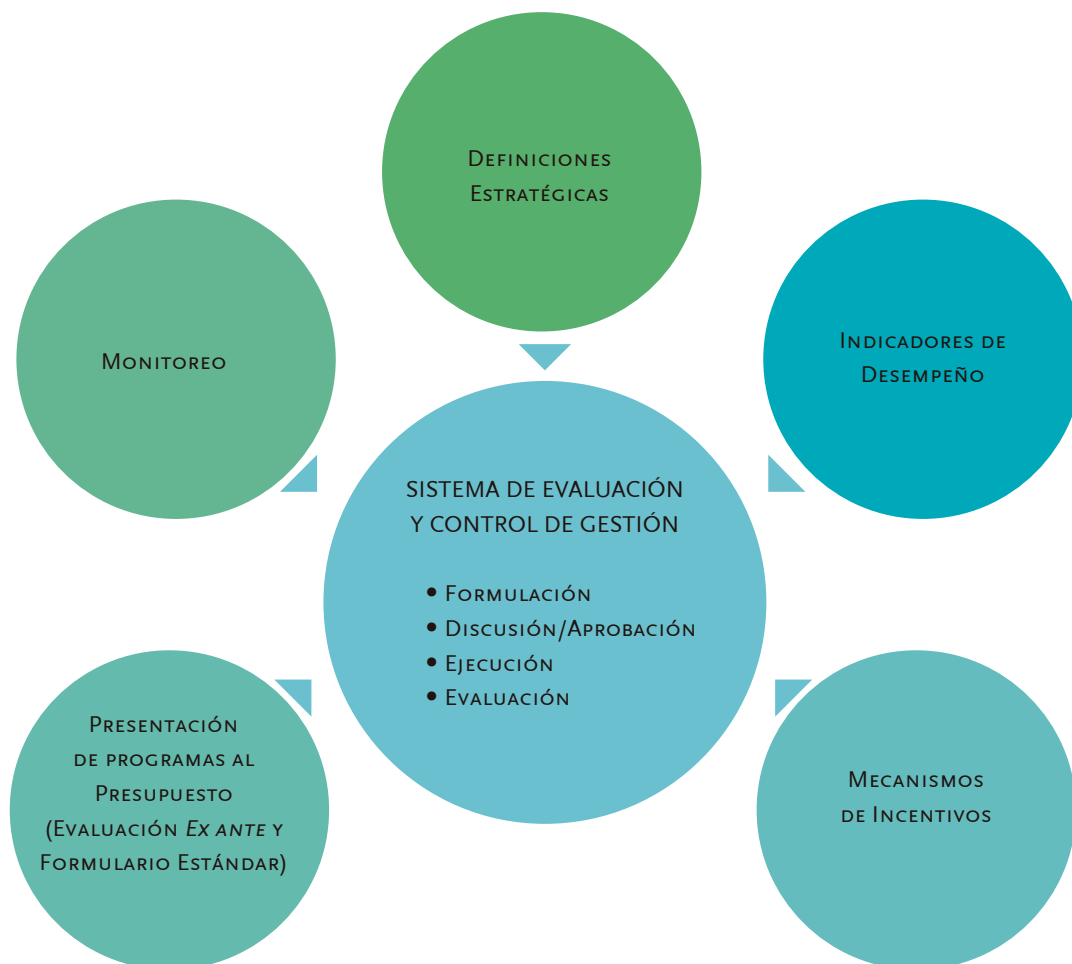 Definiciones
Estratégicas
Monitoreo
Indicadores de
Desempeño
SISTEMA DE EVALUACIÓN
Y CONTROL DE GESTIÓN
• Formulación
• Discusión/Aprobación
• Ejecución
• Evaluación
Presentación
de programas al
Presupuesto
(Evaluación Ex ante y
Formulario Estándar)
Mecanismos
de Incentivos